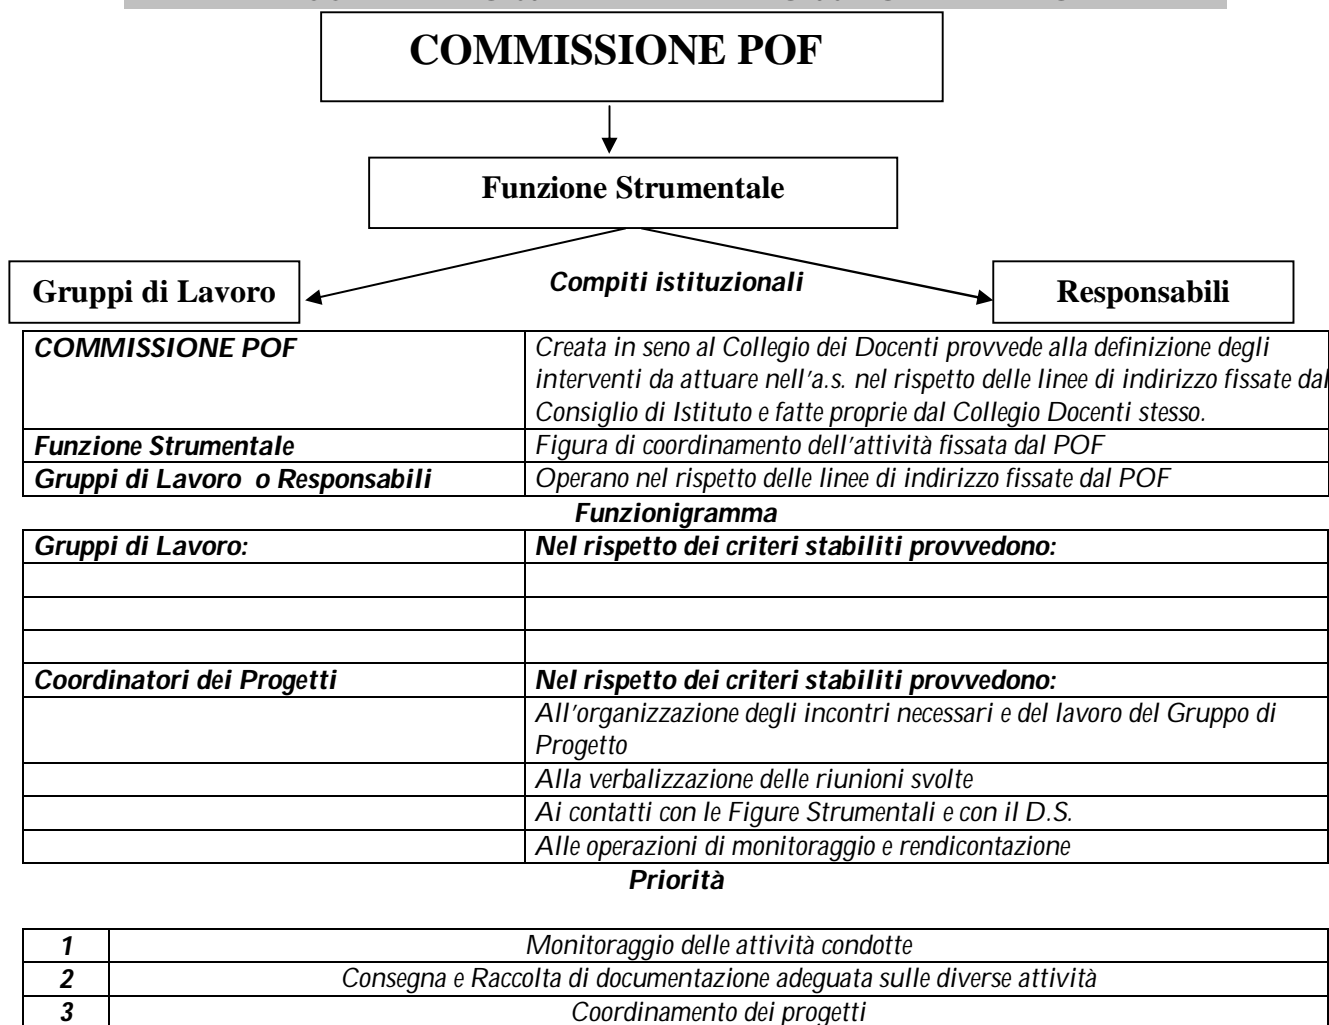 COMMISSIONE POF
Funzione Strumentale
Gruppi di Lavoro
Compiti istituzionali
Responsabili
COMMISSIONE POF
Creata in seno al Collegio dei Docenti provvede alla definizione degli
interventi da attuare nell'a.s. nel rispetto delle linee di indirizzo fissate dal
Consiglio di Istituto e fatte proprie dal Collegio Docenti stesso.
Funzione Strumentale
Figura di coordinamento dell'attività fissata dal POF
Gruppi di Lavoro o Responsabili
Operano nel rispetto delle linee di indirizzo fissate dal POF
Funzionigramma
Gruppi di Lavoro:
Nel rispetto dei criteri stabiliti provvedono:
Coordinatori dei Progetti
Nel rispetto dei criteri stabiliti provvedono:
All'organizzazione degli incontri necessari e del lavoro del Gruppo di
Progetto
Alla verbalizzazione delle riunioni svolte
Ai contatti con le Figure Strumentali e con il D.S.
Alle operazioni di monitoraggio e rendicontazione
Priorità
1 Monitoraggio delle attività condotte
2 Consegna e Raccolta di documentazione adeguata sulle diverse attività
3 Coordinamento dei progetti